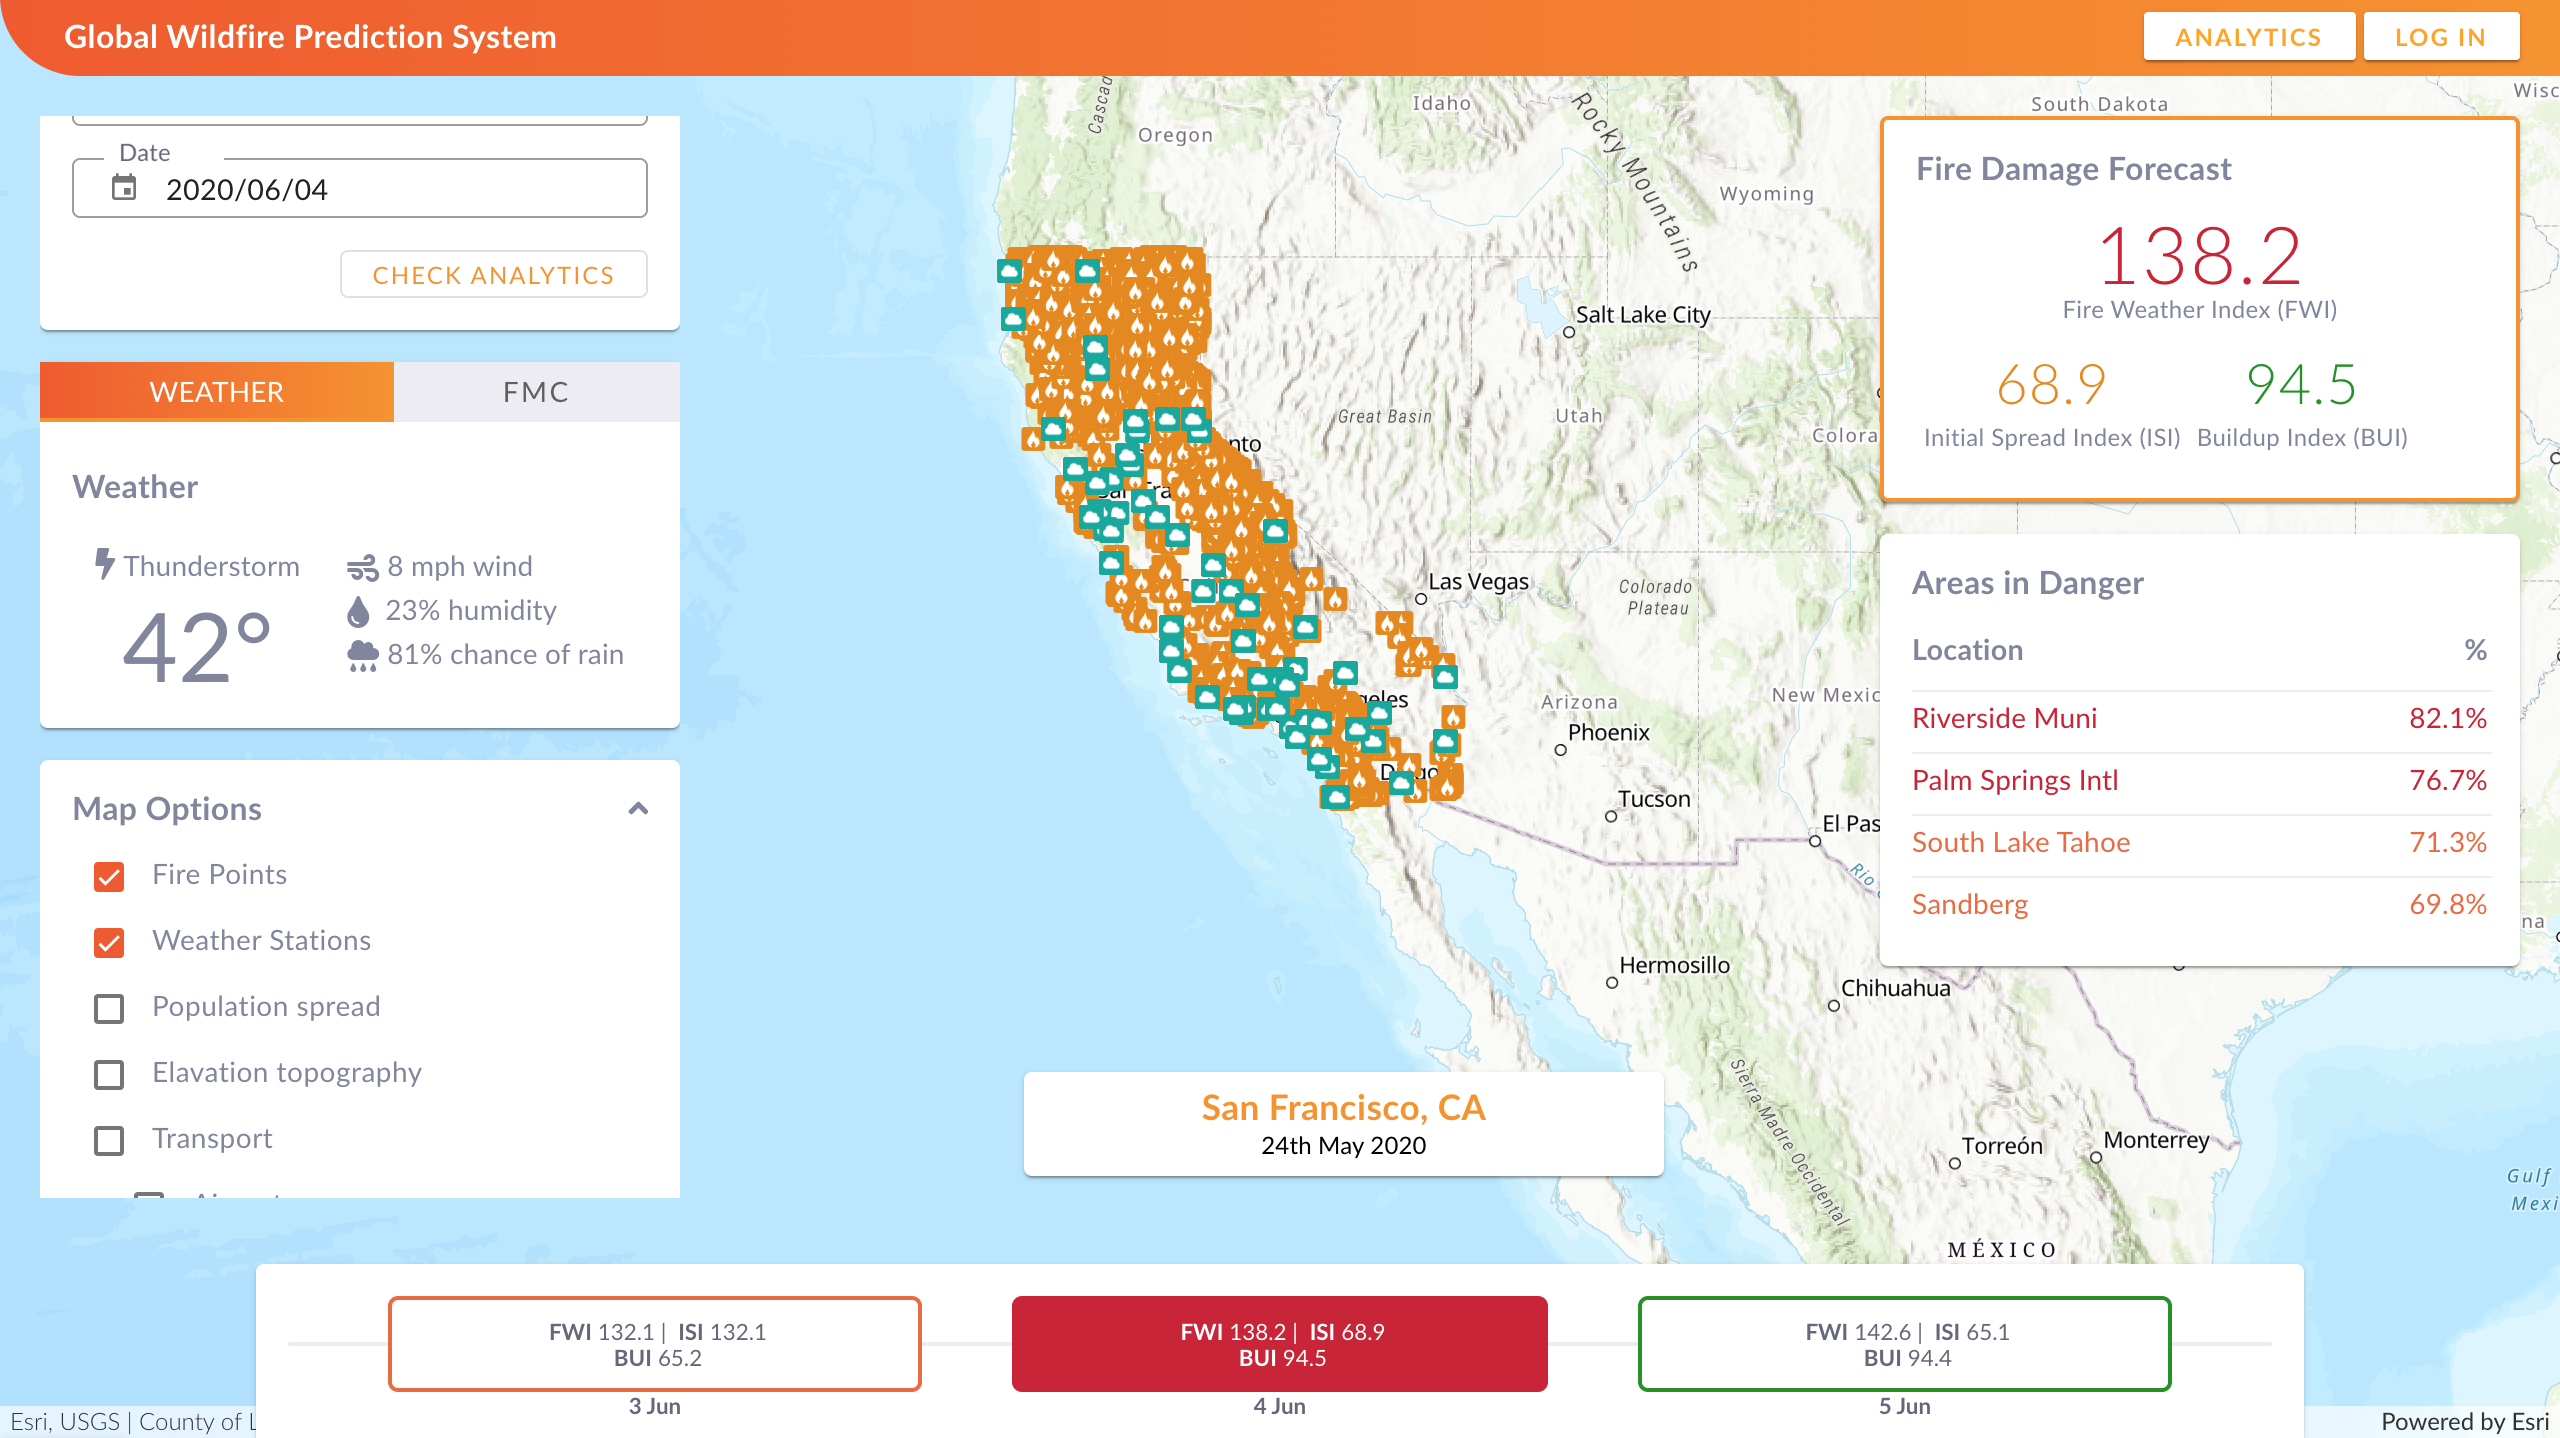 Global Wildfire Prediction System
ANALYTICS
LOG IN
Date
2020/06/04
CHECK ANALYTICS
WEATHER
FMC
Weather
Thunderstorm
42°
8 mph wind
23% humidity
81% chance of rain
Map Options
Fire Points
Weather Stations
Population spread
Elavation topography
Transport
Cascad
Oregon
Idaho
Rocky Mountains
Wyoming
South Dakota
Wisc
Salt Lake City
Great Basin
Utah
Colora
nto
Fra
Las Vegas
Colorado
Plateau
geles
Arizona
New Mexic
Phoenix
Tucson
El Pas
Rio
na
Hermosillo
Chihuahua
Sierra Madre Occidental
Torreón
Monterrey
Gulf
Mexi
MÉXICO
Fire Damage Forecast
138.2
Fire Weather Index (FWI)
68.9
Initial Spread Index (ISI)
94.5
Buildup Index (BUI)
Areas in Danger
Location %
Riverside Muni 82.1%
Palm Springs Intl 76.7%
South Lake Tahoe 71.3%
Sandberg 69.8%
San Francisco, CA
24th May 2020
FWI 132.1 | ISI 132.1
BUI 65.2
3 Jun
FWI 138.2 | ISI 68.9
BUI 94.5
4 Jun
FWI 142.6 | ISI 65.1
BUI 94.4
5 Jun
Esri, USGS | County of L
Powered by Esri